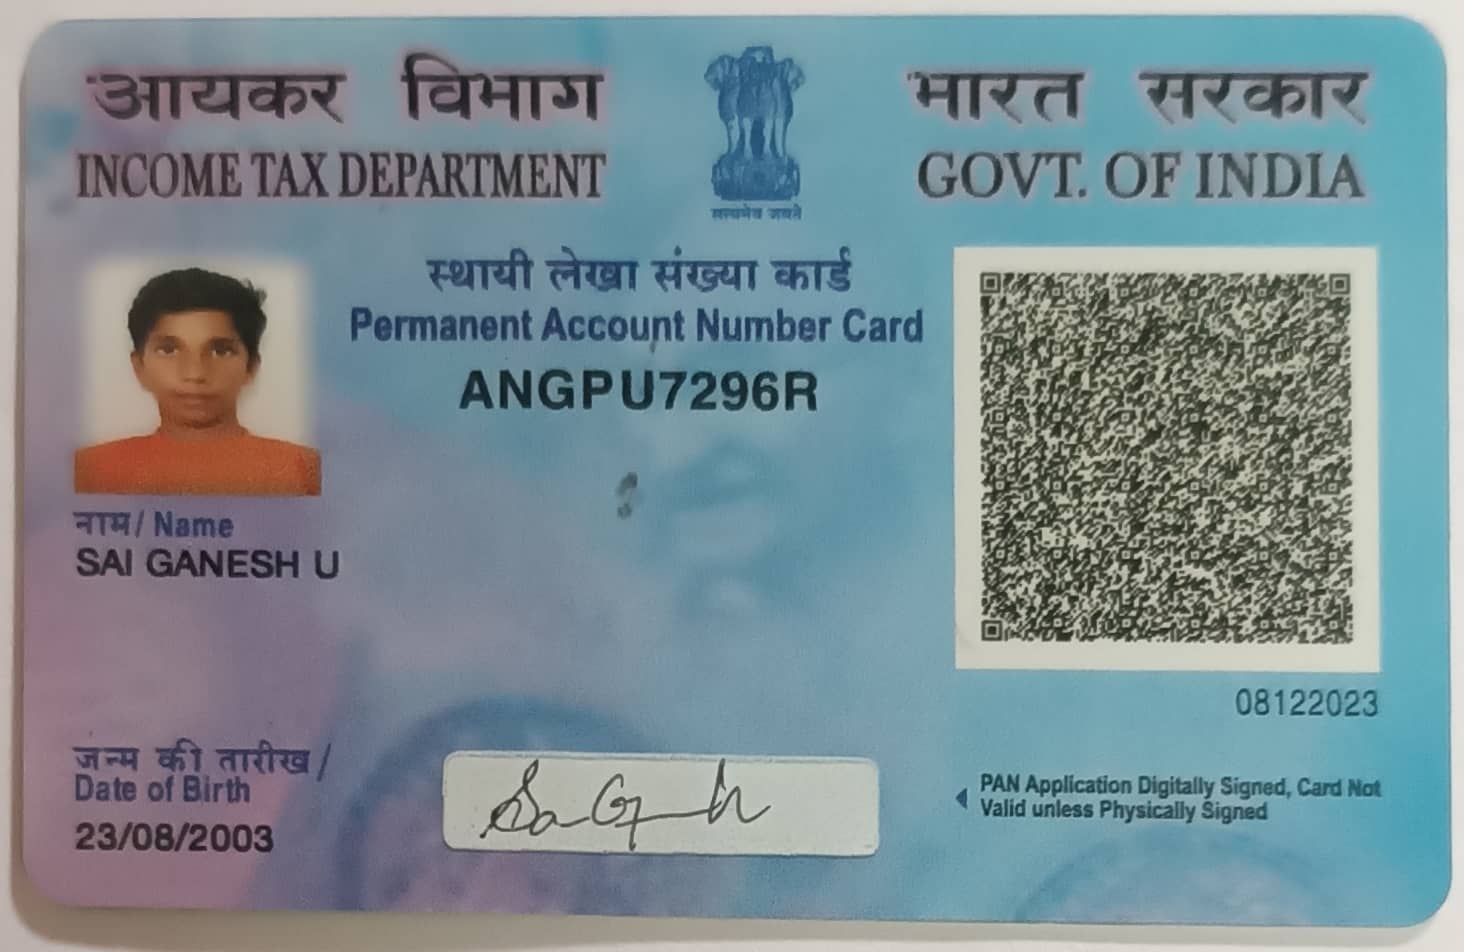 आयकर विभाग
INCOME TAX DEPARTMENT
सत्यमेव जयते
भारत सरकार
GOVT. OF INDIA
स्थायी लेखा संख्या कार्ड
Permanent Account Number Card
ANGPU7296R
नाम/ Name
SAI GANESH U
08122023
जन्म की तारीख /
Date of Birth
23/08/2003
PAN Application Digitally Signed, Card Not
Valid unless Physically Signed